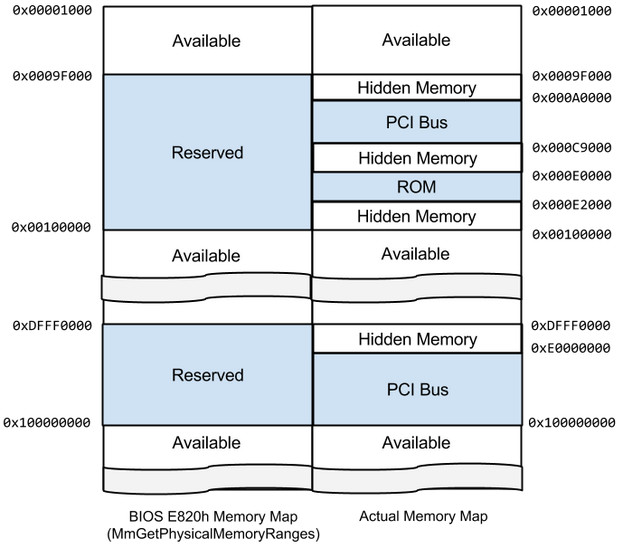 0x00001000
0x00001000
Available
Available
0x0009F000
0x0009F000
Hidden Memory
0x000A0000
PCI Bus
0x000C9000
Reserved
Hidden Memory
0x000E0000
ROM
0x000E2000
Hidden Memory
0x00100000
0x00100000
Available
Available
0xDFFF0000
0xDFFF0000
Hidden Memory
0xE0000000
Reserved
PCI Bus
0x100000000
0x100000000
Available
Available
BIOS E820h Memory Map
(MmGetPhysicalMemoryRanges)
Actual Memory Map